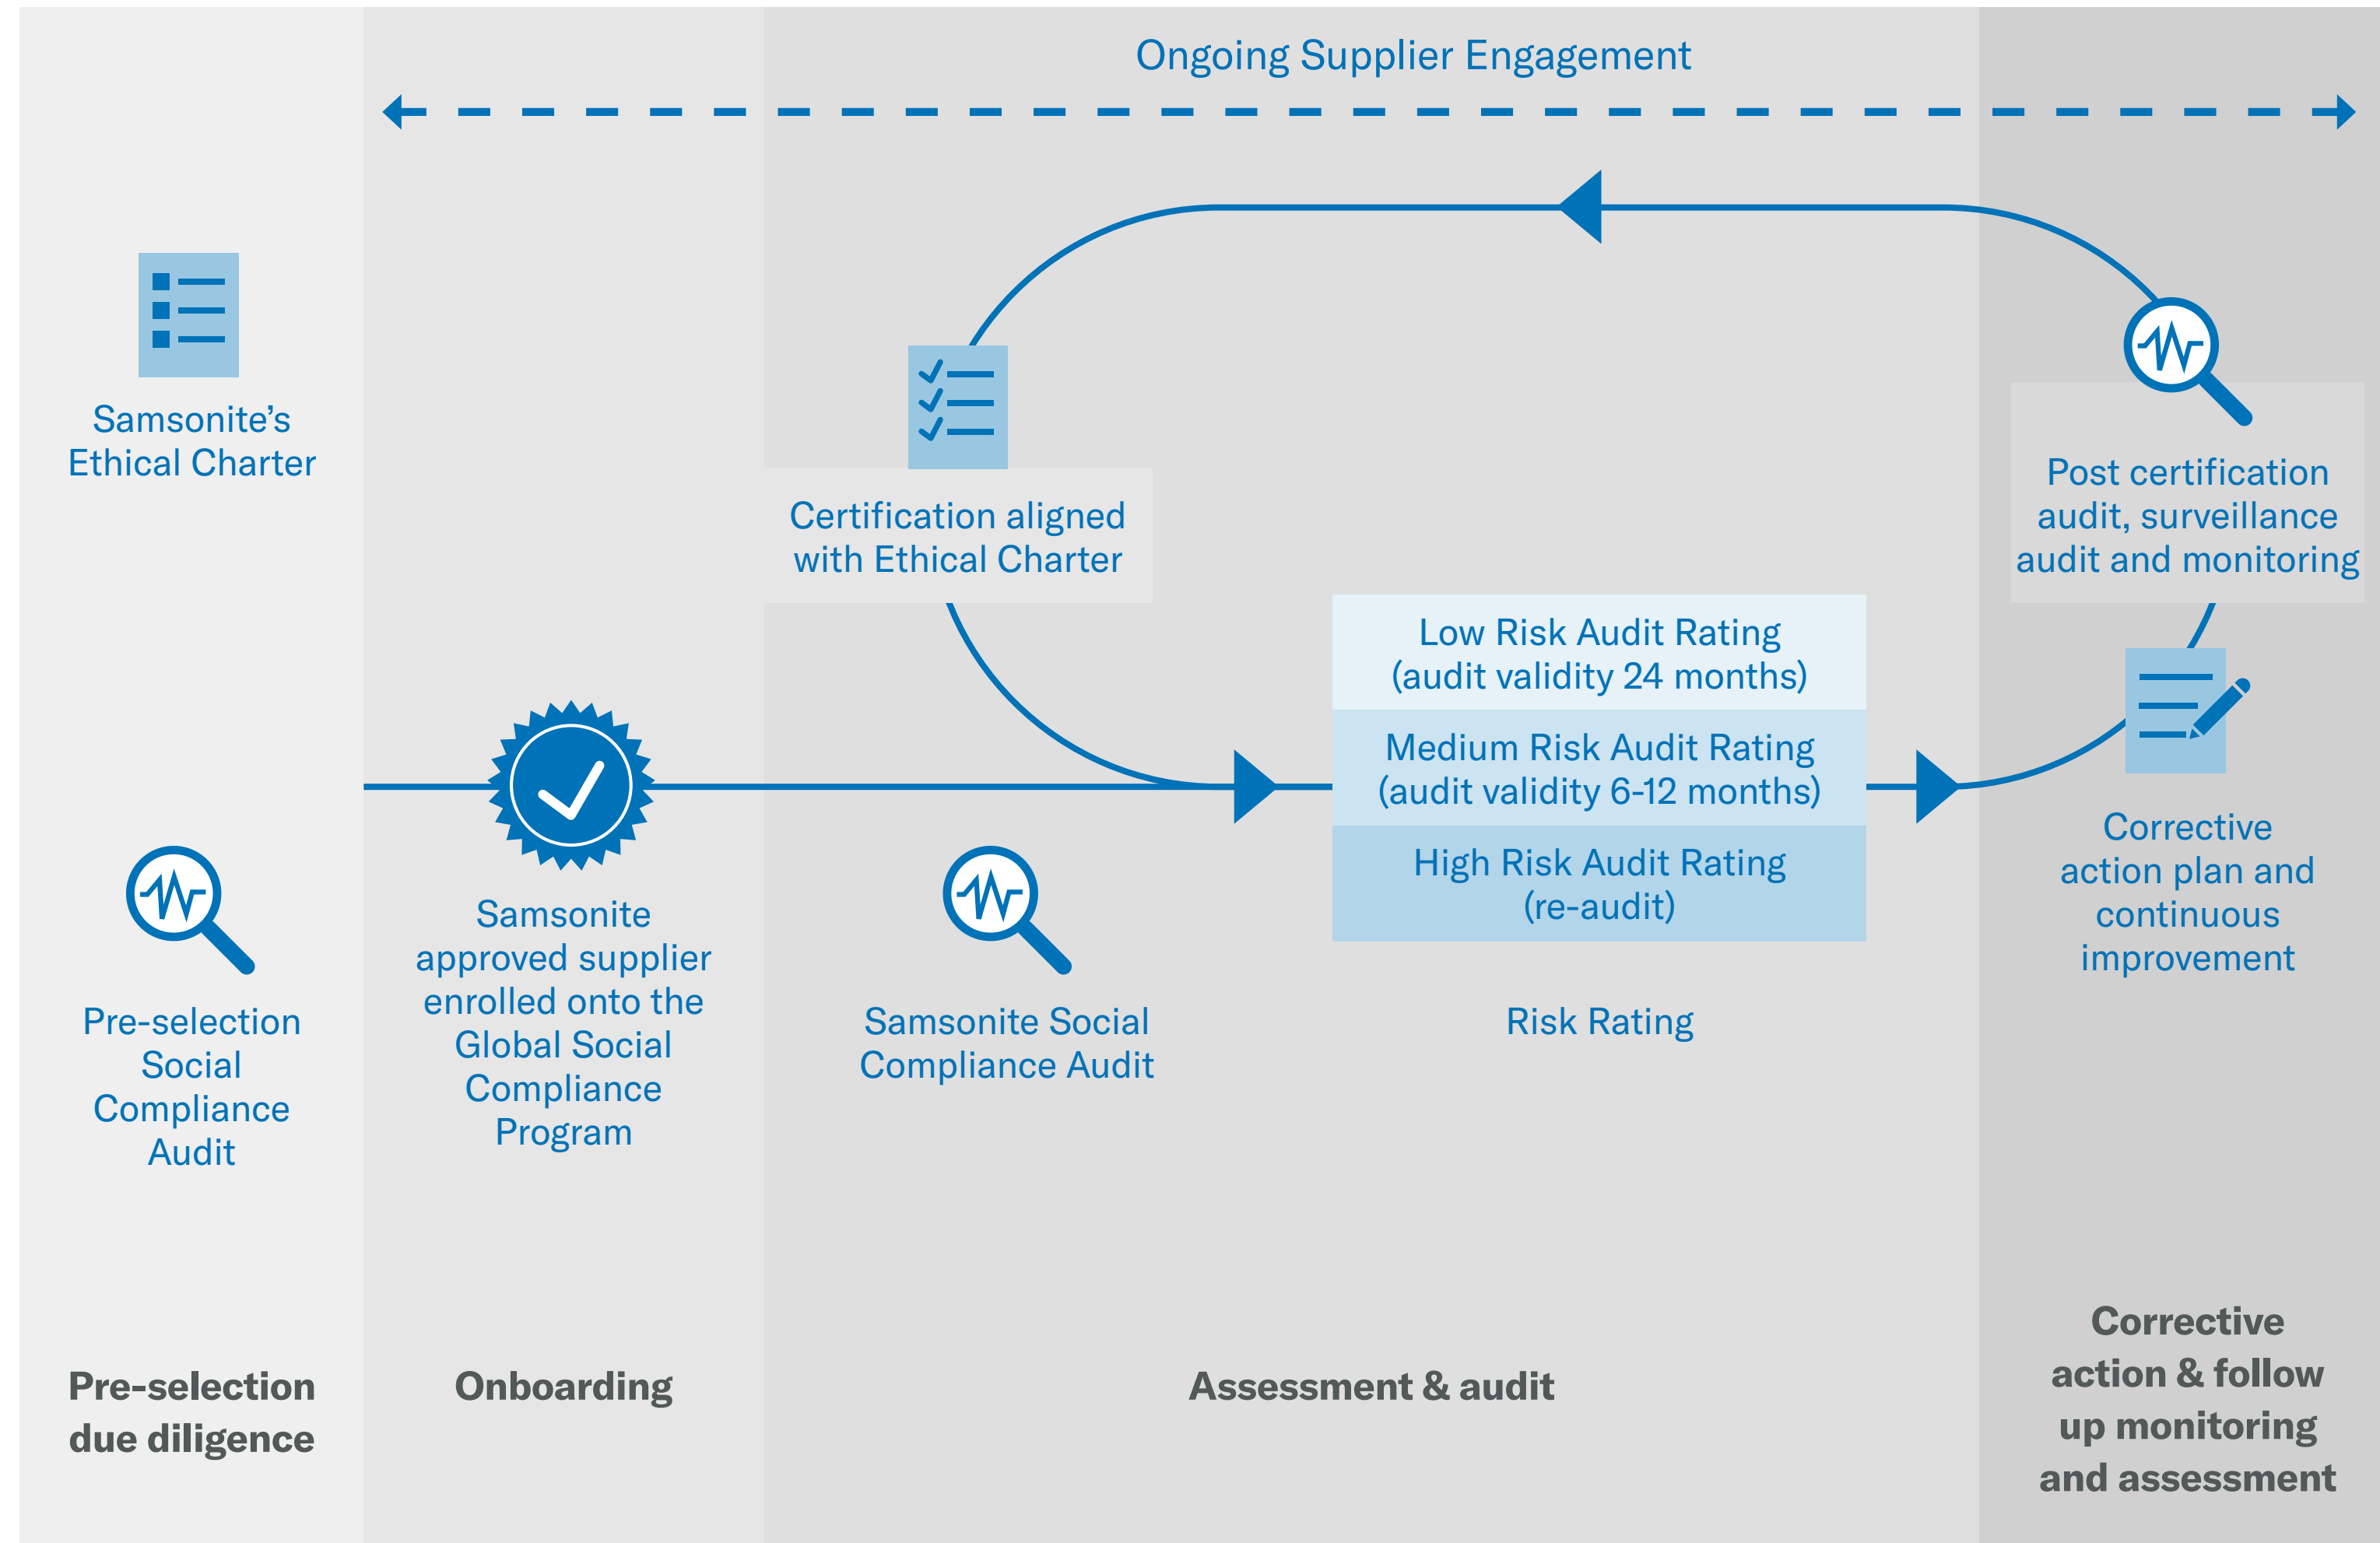 Ongoing Supplier Engagement
Samsonite’s
Ethical Charter
Pre-selection
Social
Compliance
Audit
Pre-selection
due diligence
Samsonite
approved supplier
enrolled onto the
Global Social
Compliance
Program
Onboarding
Certification aligned
with Ethical Charter
Samsonite Social
Compliance Audit
Low Risk Audit Rating
(audit validity 24 months)
Medium Risk Audit Rating
(audit validity 6-12 months)
High Risk Audit Rating
(re-audit)
Risk Rating
Assessment & audit
Post certification
audit, surveillance
audit and monitoring
Corrective
action plan and
continuous
improvement
Corrective
action & follow
up monitoring
and assessment